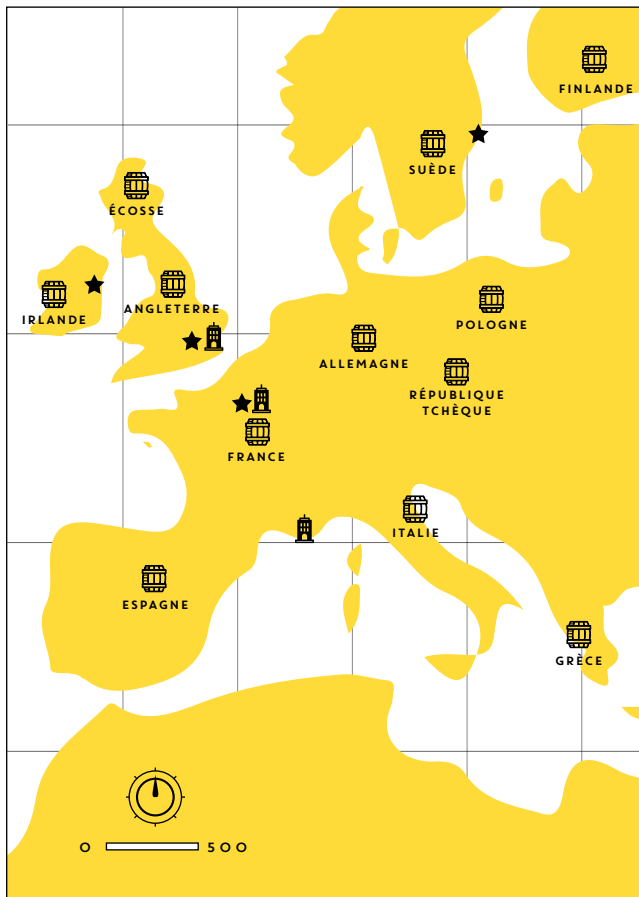 FINLANDE
SUÈDE
ÉCOSSE
IRLANDE
ANGLETERRE
POLOGNE
ALLEMAGNE
RÉPUBLIQUE
TCHÈQUE
FRANCE
ITALIE
ESPAGNE
GRÈCE
0 500